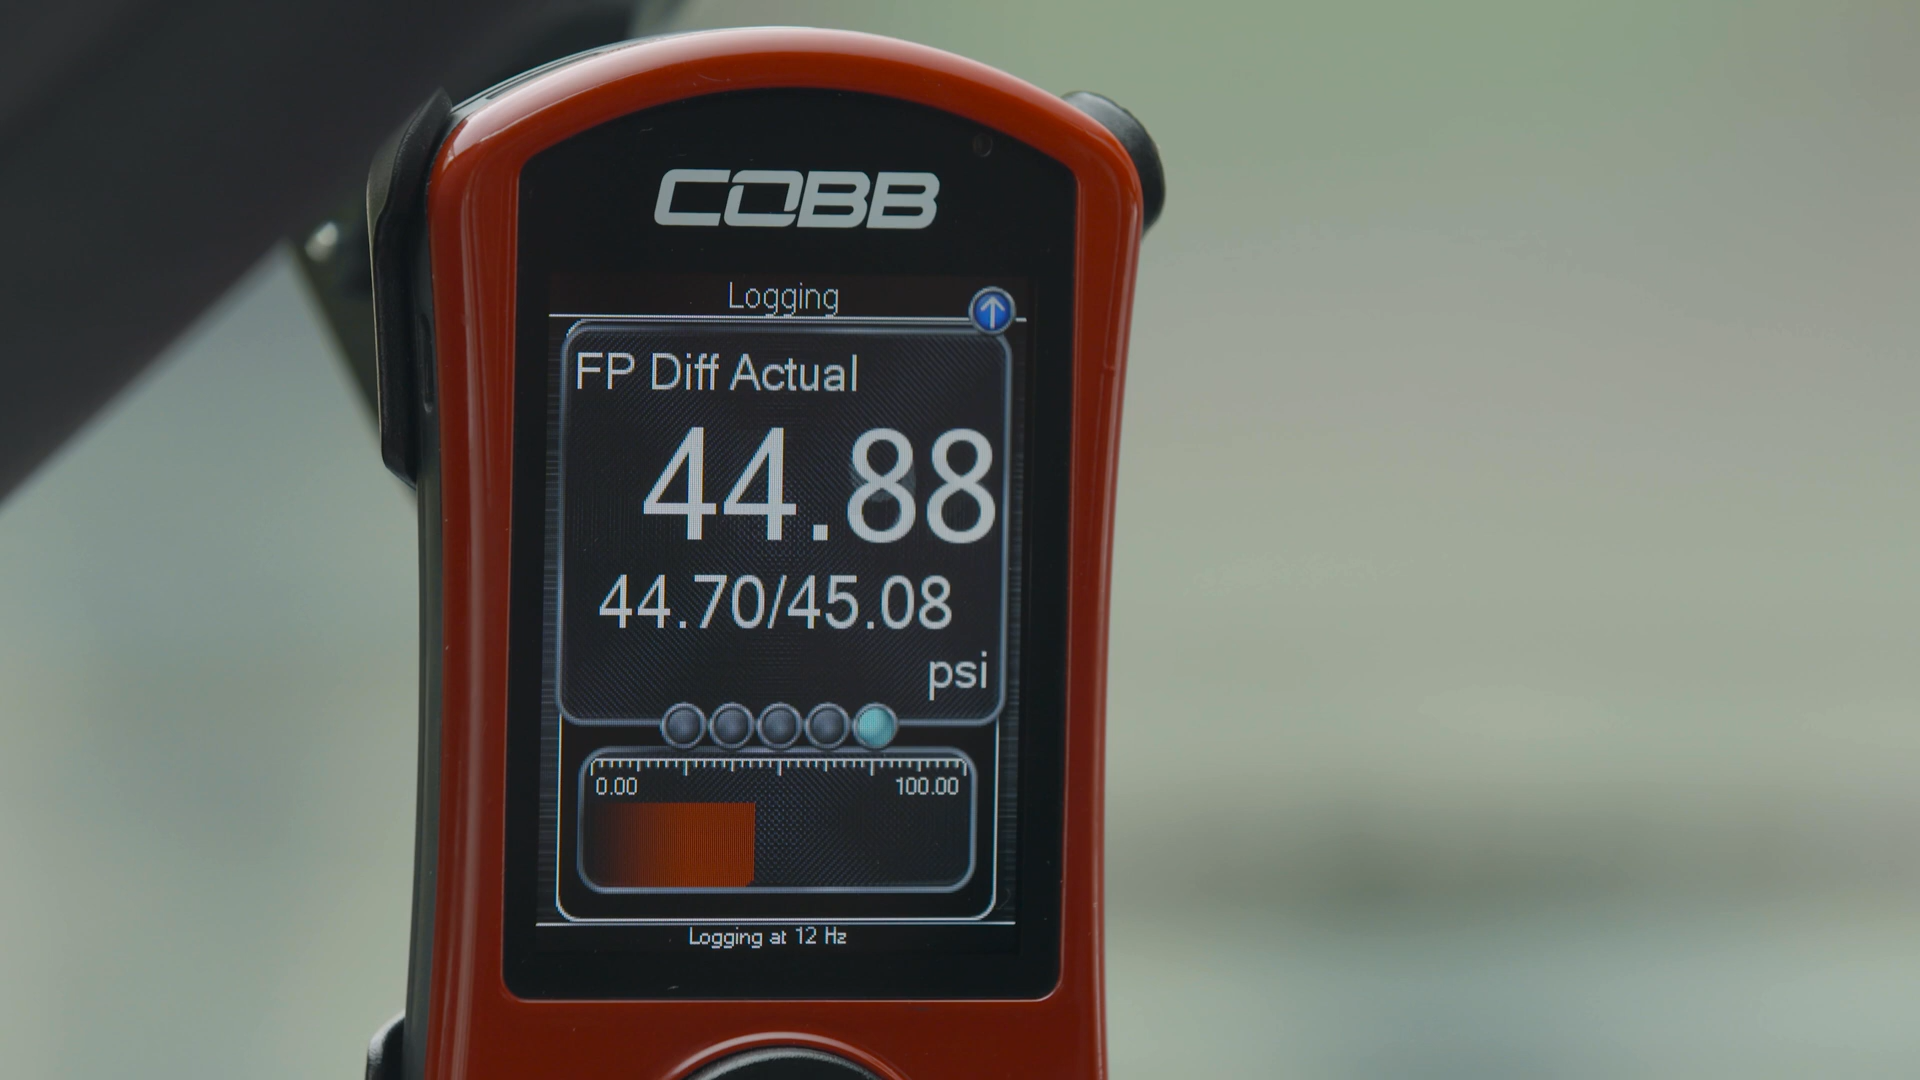 COBB
Logging
FP Diff Actual
44.88
44.70/45.08
psi
0.00 100.00
Logging at 12 Hz